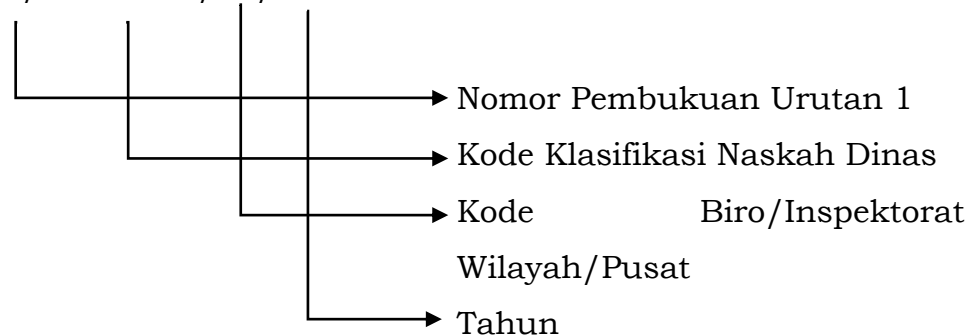 Nomor Pembukuan Urutan 1
Kode Klasifikasi Naskah Dinas
Kode Biro/Inspektorat
Wilayah/Pusat
Tahun